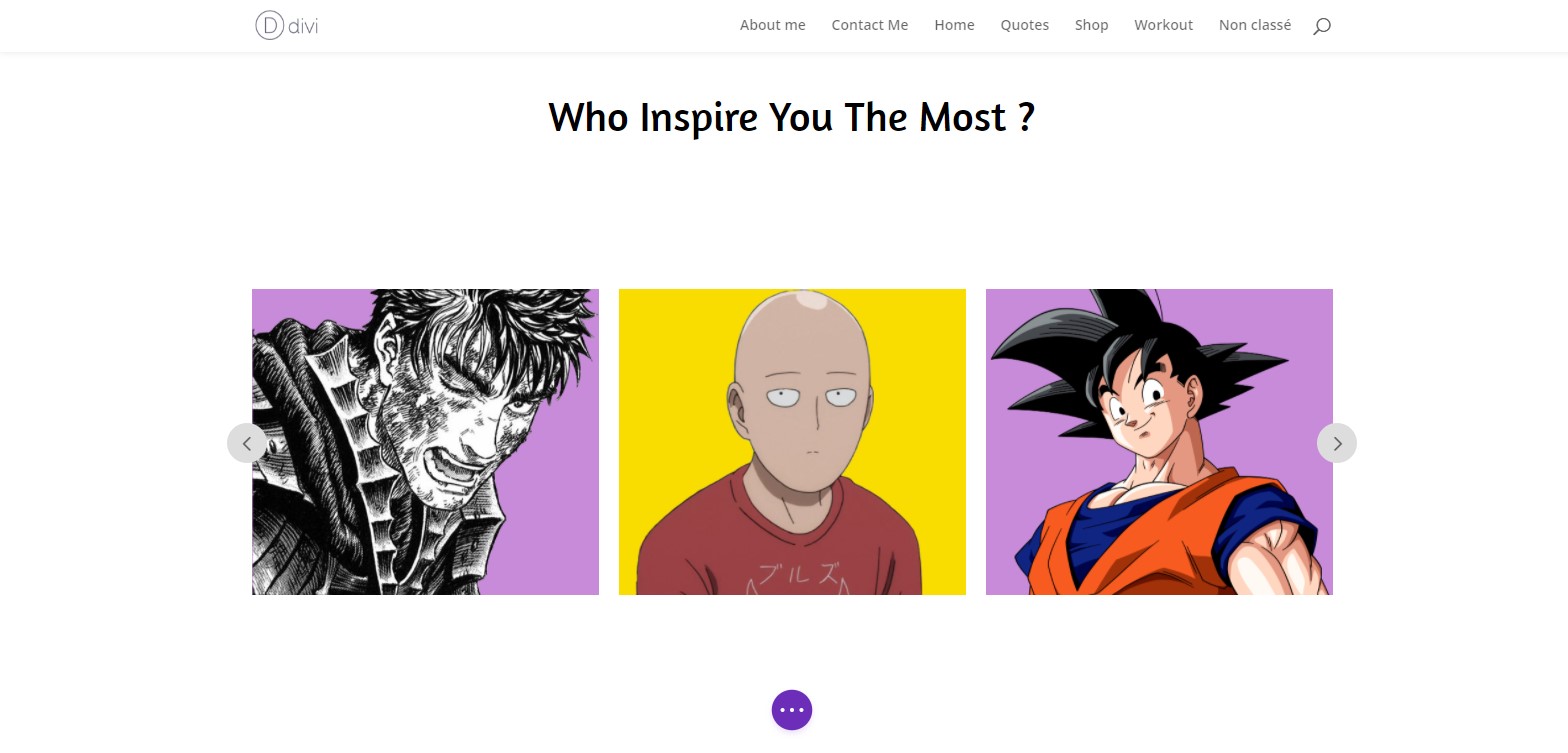 D divi
About me Contact Me Home Quotes Shop Workout Non classé
Who Inspire You The Most ?
ブルズ